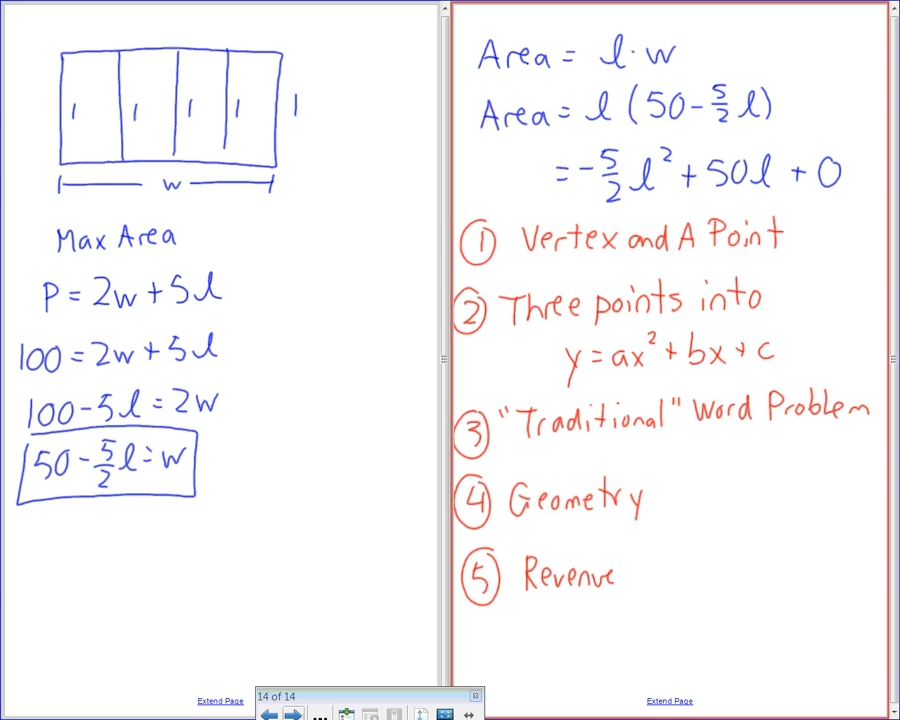 l l l l l
w
Max Area
P = 2w + 5l
100 = 2w + 5l
100 - 5l = 2w
50 - 5/2 l = w
Area = l · w
Area = l (50 - 5/2 l)
= -5/2 l² + 50l + 0
① Vertex and A Point
② Three points into
y = ax² + bx + c
③ "Traditional" Word Problem
④ Geometry
⑤ Revenue
Extend Page
Extend Page
14 of 14
...